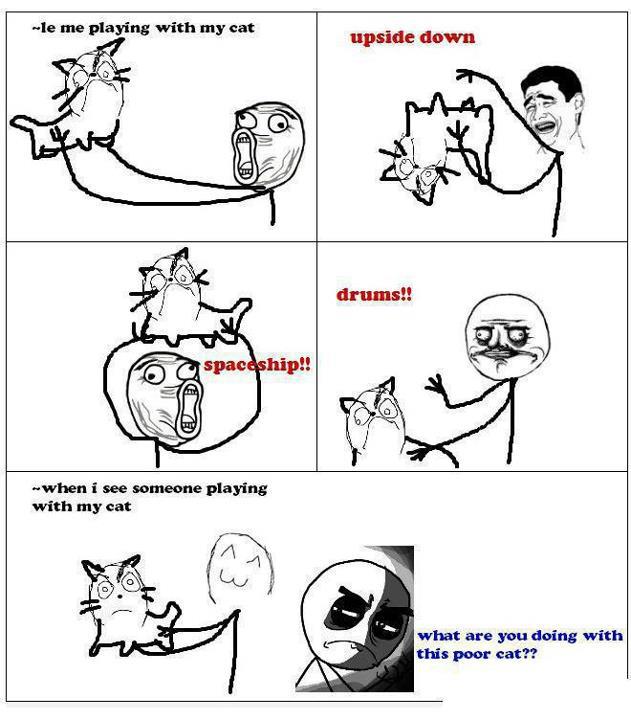 ~le me playing with my cat
upside down
spaceship!!
drums!!
~when i see someone playing
with my cat
what are you doing with
this poor cat??